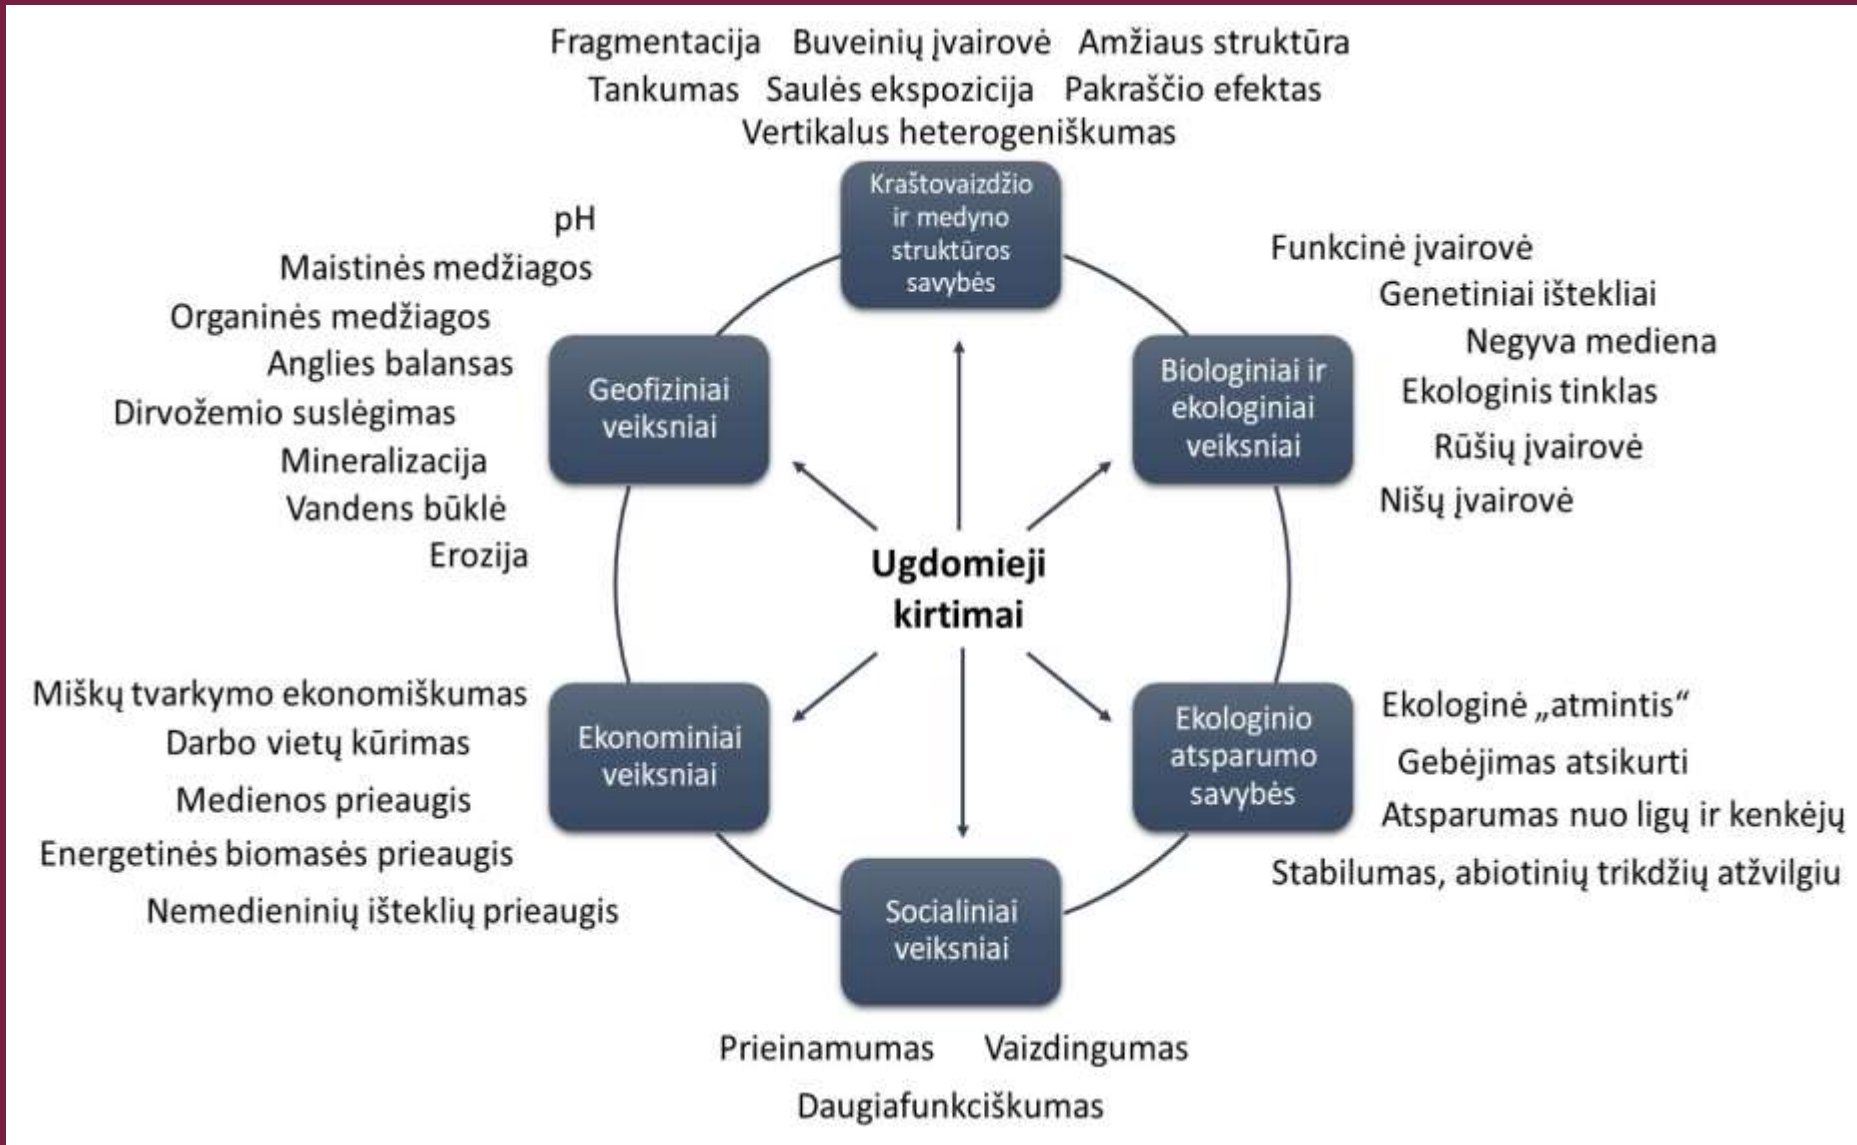 Fragmentacija Buveinių įvairovė Amžiaus struktūra
Tankumas Saulės ekspozicija Pakraščio efektas
Vertikalus heterogeniškumas
Kraštovaizdžio
ir medyno
struktūros
savybės
Funkcinė įvairovė
Genetiniai ištekliai
Negyva mediena
Ekologinis tinklas
Rūšių įvairovė
Nišų įvairovė
Biologiniai ir
ekologiniai
veiksniai
pH
Maistinės medžiagos
Organinės medžiagos
Anglies balansas
Dirvožemio suslėgimas
Mineralizacija
Vandens būklė
Erozija
Geofiziniai
veiksniai
Ugdomieji
kirtimai
Miškų tvarkymo ekonomiškumas
Darbo vietų kūrimas
Medienos prieaugis
Energetinės biomasės prieaugis
Nemedieninių išteklių prieaugis
Ekonominiai
veiksniai
Ekologinio
atsparumo
savybės
Ekologinė „atmintis“
Gebėjimas atsikurti
Atsparumas nuo ligų ir kenkėjų
Stabilumas, abiotinių trikdžių atžvilgiu
Socialiniai
veiksniai
Prieinamumas Vaizdingumas
Daugiafunkciškumas